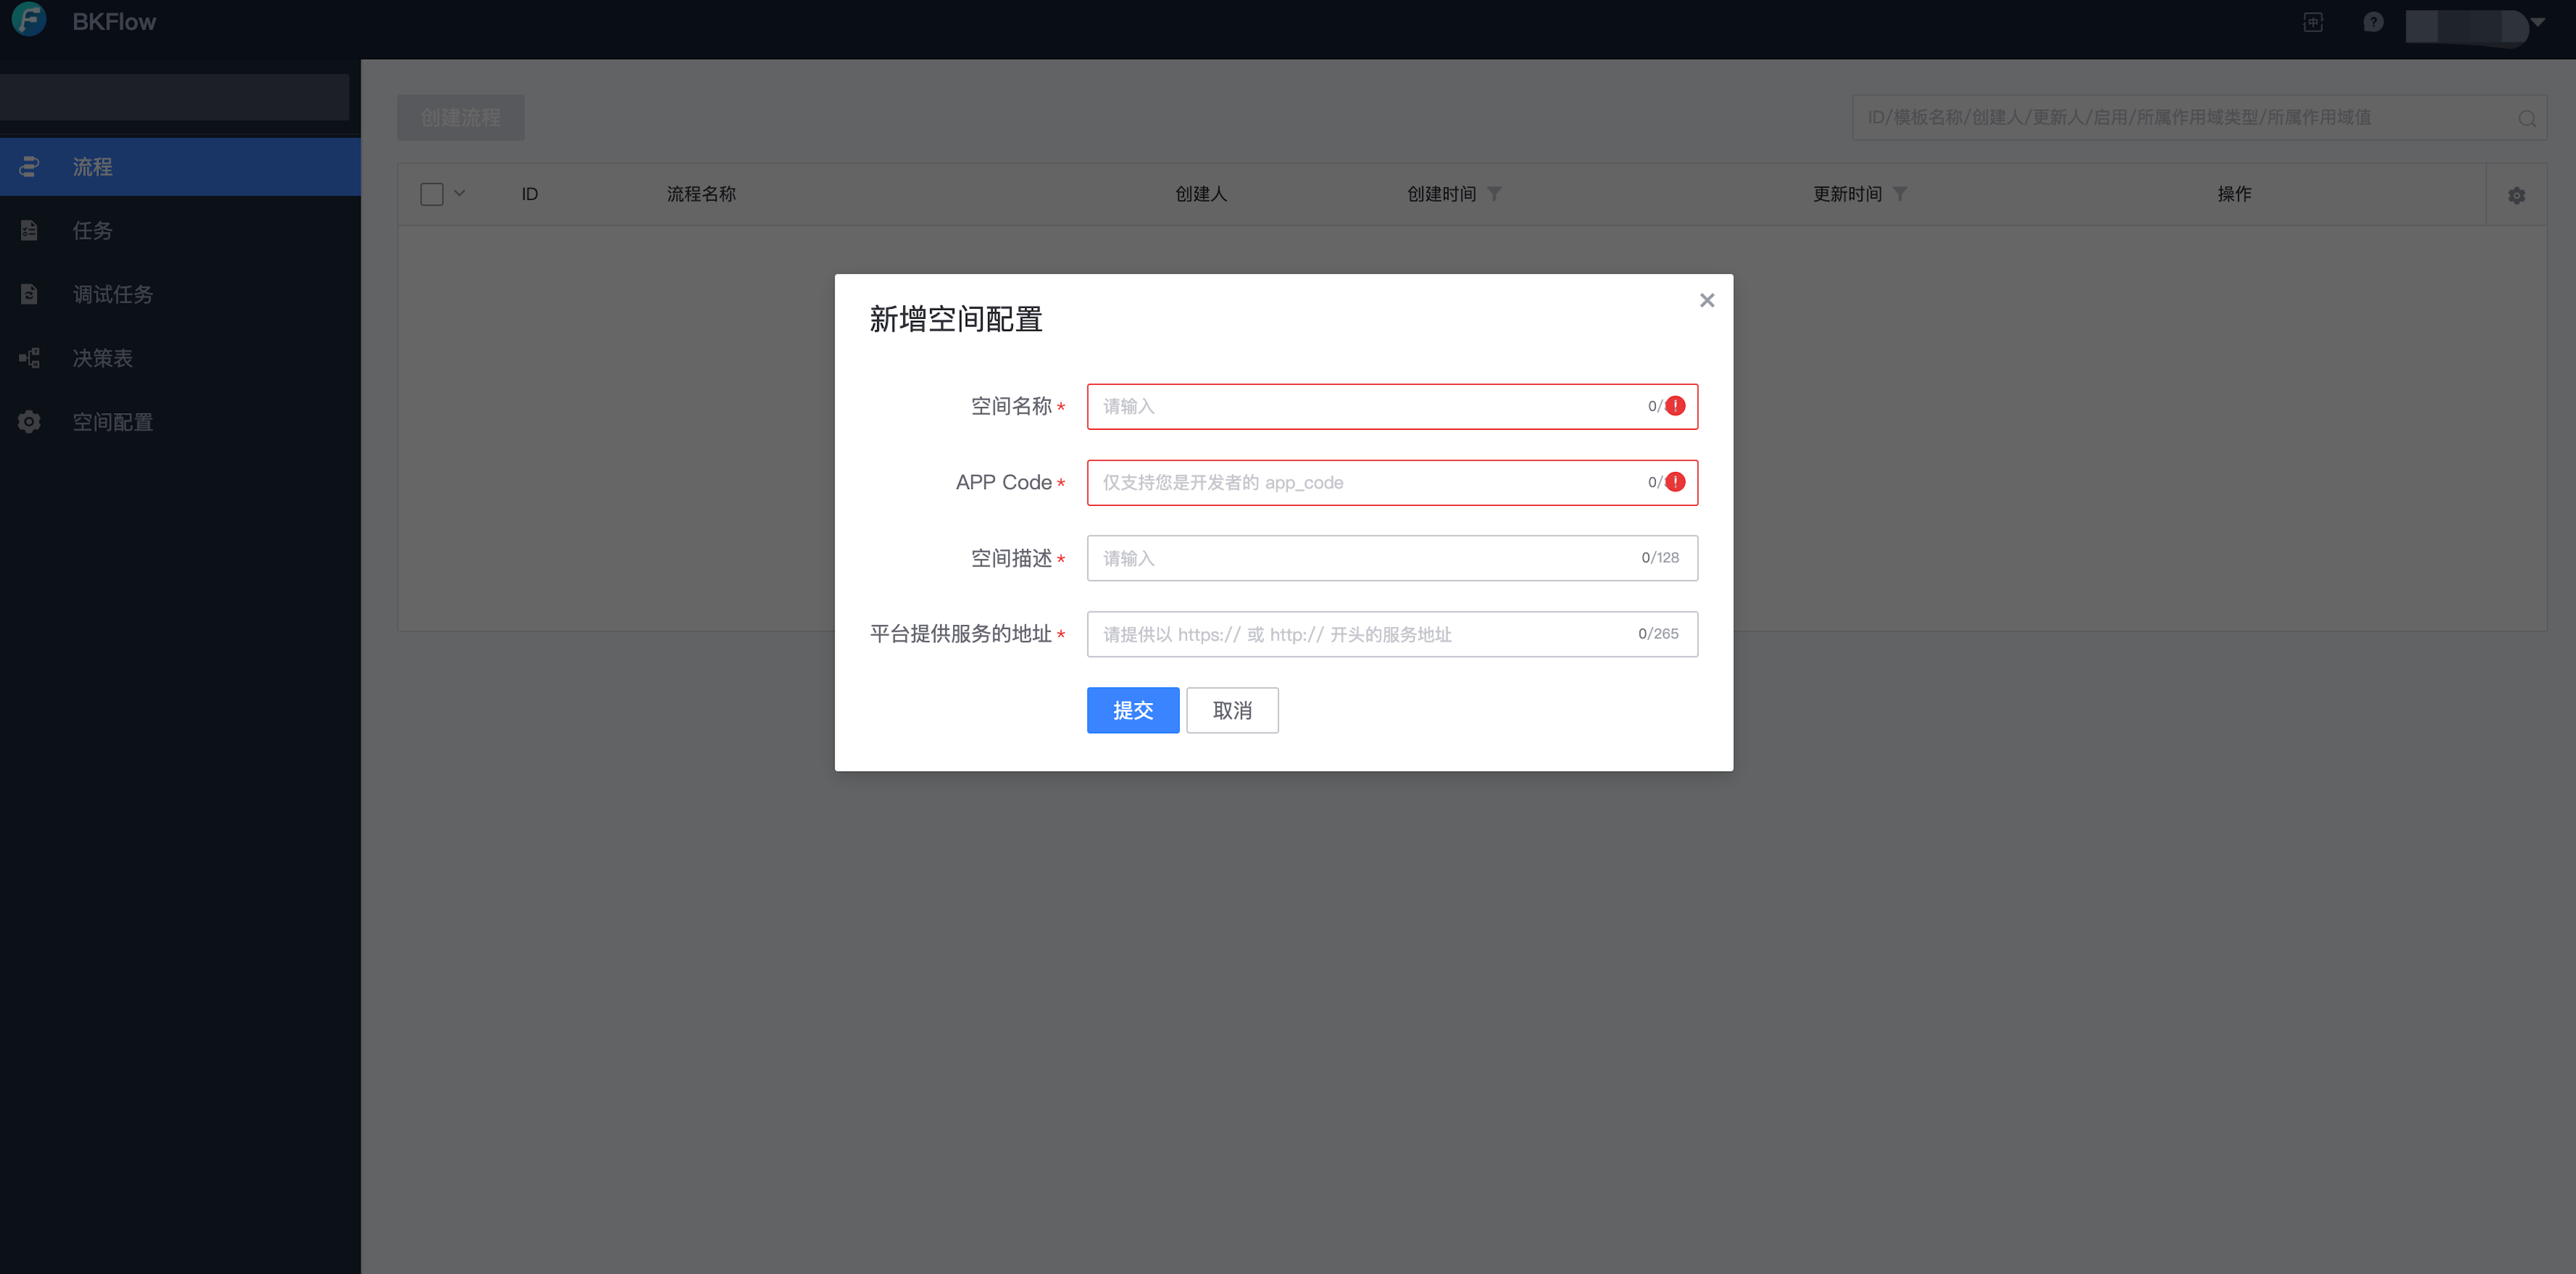 BKFlow
中
?
创建流程
ID/模板名称/创建人/更新人/启用/所属作用域类型/所属作用域值
流程
任务
调试任务
决策表
空间配置
ID 流程名称 创建人 创建时间 更新时间 操作
新增空间配置
空间名称* 请输入 0/
APP Code* 仅支持您是开发者的 app_code 0/
空间描述* 请输入 0/128
平台提供服务的地址* 请提供以 https:// 或 http:// 开头的服务地址 0/265
提交 取消